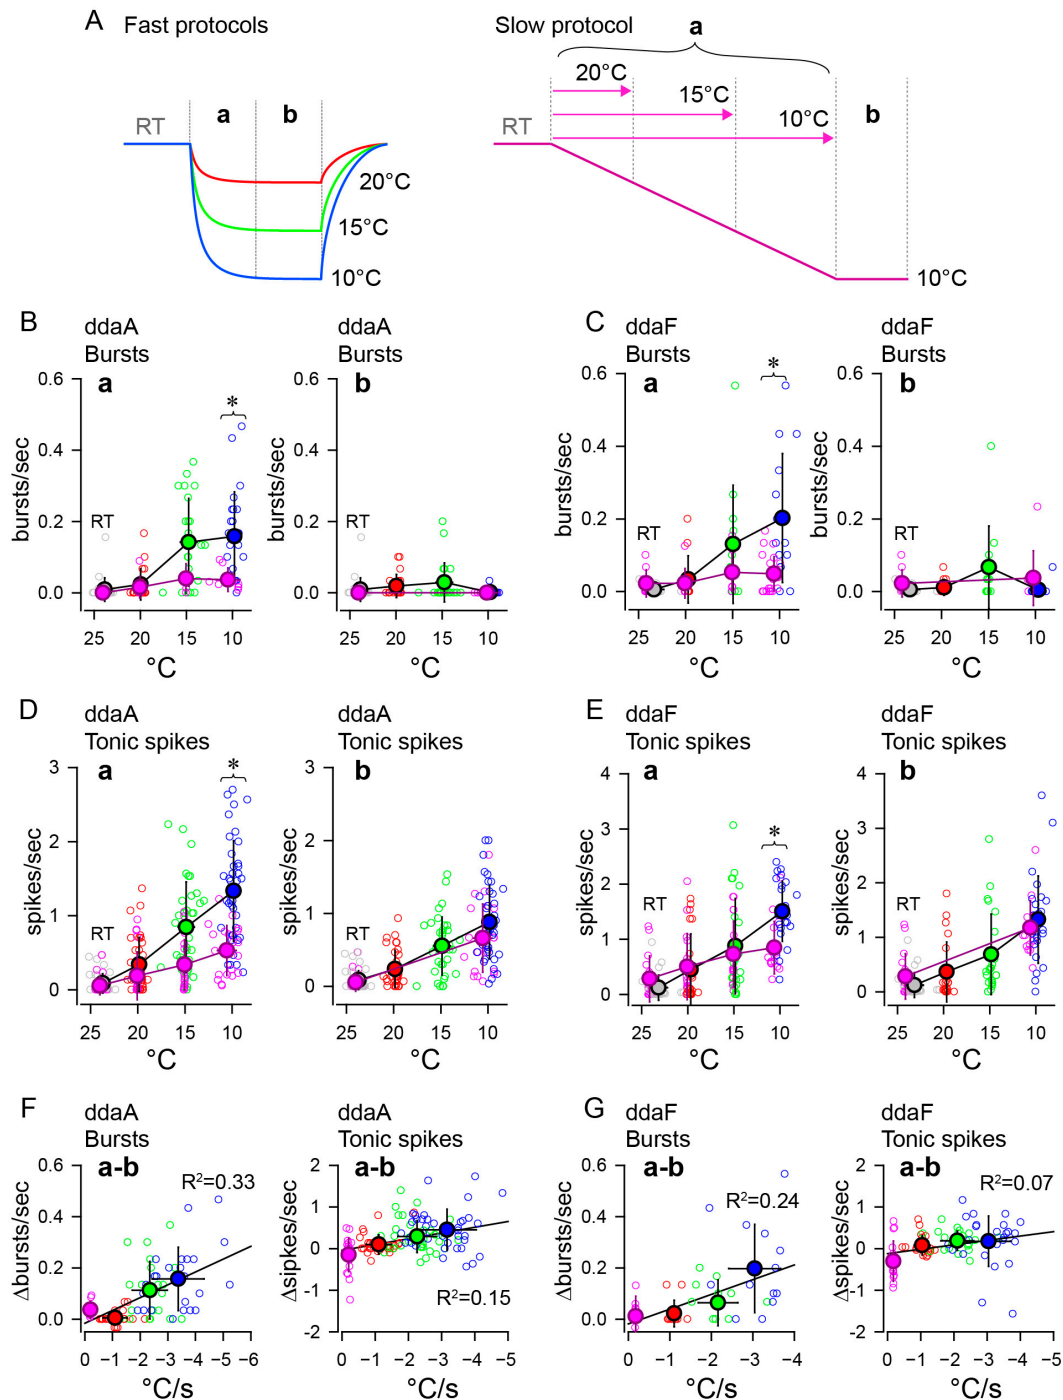 A Fast protocols
Slow protocol
a
RT
a
b
20°C
15°C
10°C
RT
20°C
15°C
10°C
b
10°C
B
ddaA
Bursts
a
bursts/sec
0.6
0.4
0.2
0.0
RT
*
25 20 15 10
°C
ddaA
Bursts
b
bursts/sec
0.6
0.4
0.2
0.0
RT
25 20 15 10
°C
C
ddaF
Bursts
a
bursts/sec
0.6
0.4
0.2
0.0
RT
*
25 20 15 10
°C
ddaF
Bursts
b
bursts/sec
0.6
0.4
0.2
0.0
RT
25 20 15 10
°C
D
ddaA
Tonic spikes
a
spikes/sec
3
2
1
0
RT
*
25 20 15 10
°C
ddaA
Tonic spikes
b
spikes/sec
3
2
1
0
RT
25 20 15 10
°C
E
ddaF
Tonic spikes
a
spikes/sec
4
3
2
1
0
RT
*
25 20 15 10
°C
ddaF
Tonic spikes
b
spikes/sec
4
3
2
1
0
RT
25 20 15 10
°C
F
ddaA
Bursts
a-b
Δbursts/sec
0.6
0.4
0.2
0.0
R²=0.33
0 −1 −2 −3 −4 −5 −6
°C/s
ddaA
Tonic spikes
a-b
Δsipikes/sec
2
1
0
-1
-2
R²=0.15
0 −1 −2 −3 −4 −5
°C/s
G
ddaF
Bursts
a-b
Δbursts/sec
0.6
0.4
0.2
0.0
R²=0.24
0 −1 −2 −3 −4
°C/s
ddaF
Tonic spikes
a-b
Δspikes/sec
2
1
0
-1
-2
R²=0.07
0 −1 −2 −3 −4 −5
°C/s